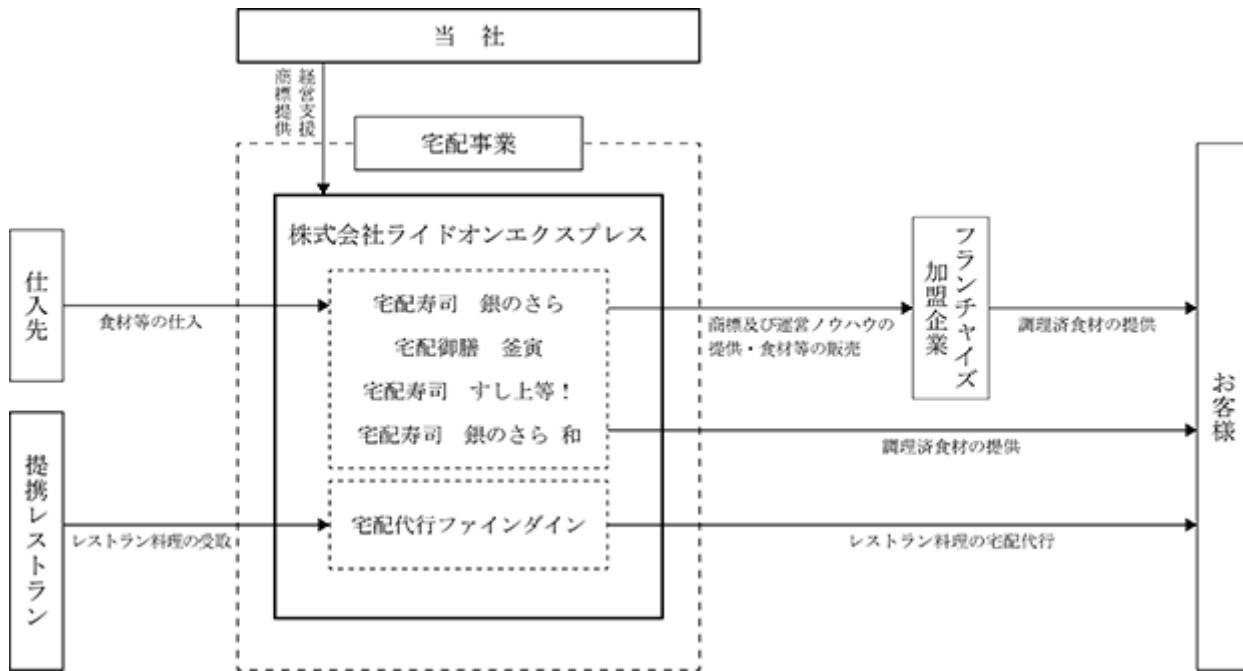 当 社
経営支援
商標提供
宅配事業
株式会社ライドオンエクスプレス
仕入先
食材等の仕入
宅配寿司 銀のさら
宅配御膳 釜寅
宅配寿司 すし上等！
宅配寿司 銀のさら 和
商標及び運営ノウハウの
提供・食材等の販売
フランチャイズ
加盟企業
調理済食材の提供
調理済食材の提供
お客様
提携レストラン
レストラン料理の受取
宅配代行ファインダイン
レストラン料理の宅配代行